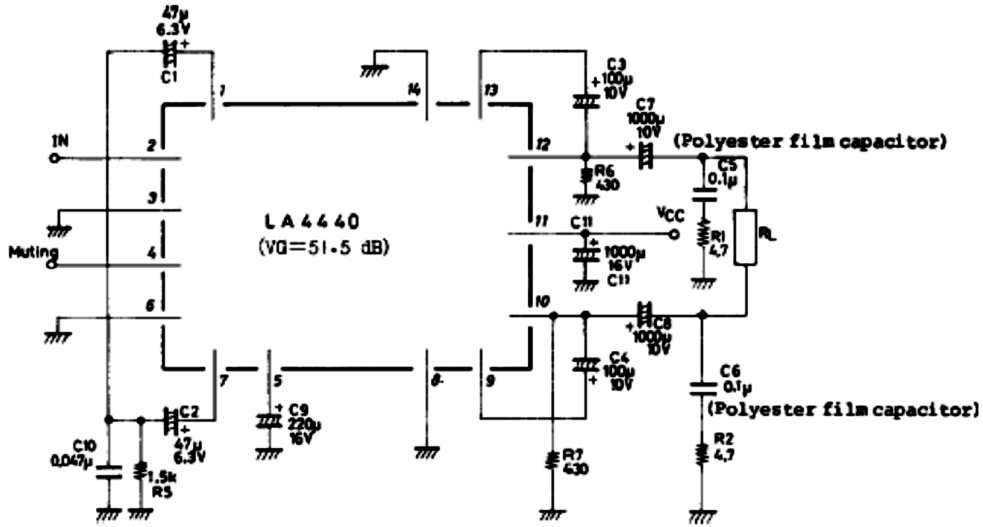 47µ
6.3V
+
C1
1
14
13
C3
+ 100µ
10V
C7
1000µ
10V
+
(Polyester film capacitor)
IN
2
12
R6
430
C5
0.1µ
3
LA4440
(VG=51.5 dB)
11
C11
VCC
R1
4.7
RL
Muting
4
+
1000µ
16V
C11
6
10
+ C8
1000µ
10V
7
5
8
9
C4
100µ
+ 10V
C6
0.1µ
(Polyester film capacitor)
C2
+
47µ
6.3V
+ C9
220µ
16V
C10
0.047µ
1.5k
R5
R7
430
R2
4.7